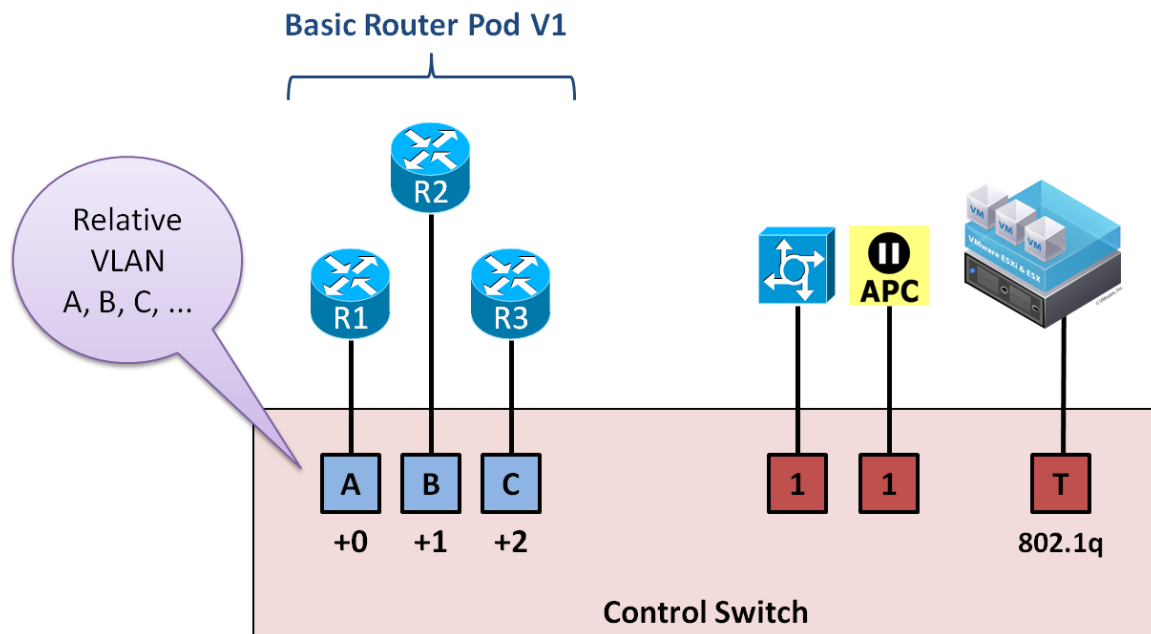 Basic Router Pod V1
Relative
VLAN
A, B, C, ...
R2
R1
R3
APC
VM
VM
VM
VMware ESXi & ESX
A
B
C
1
1
T
+0
+1
+2
802.1q
Control Switch